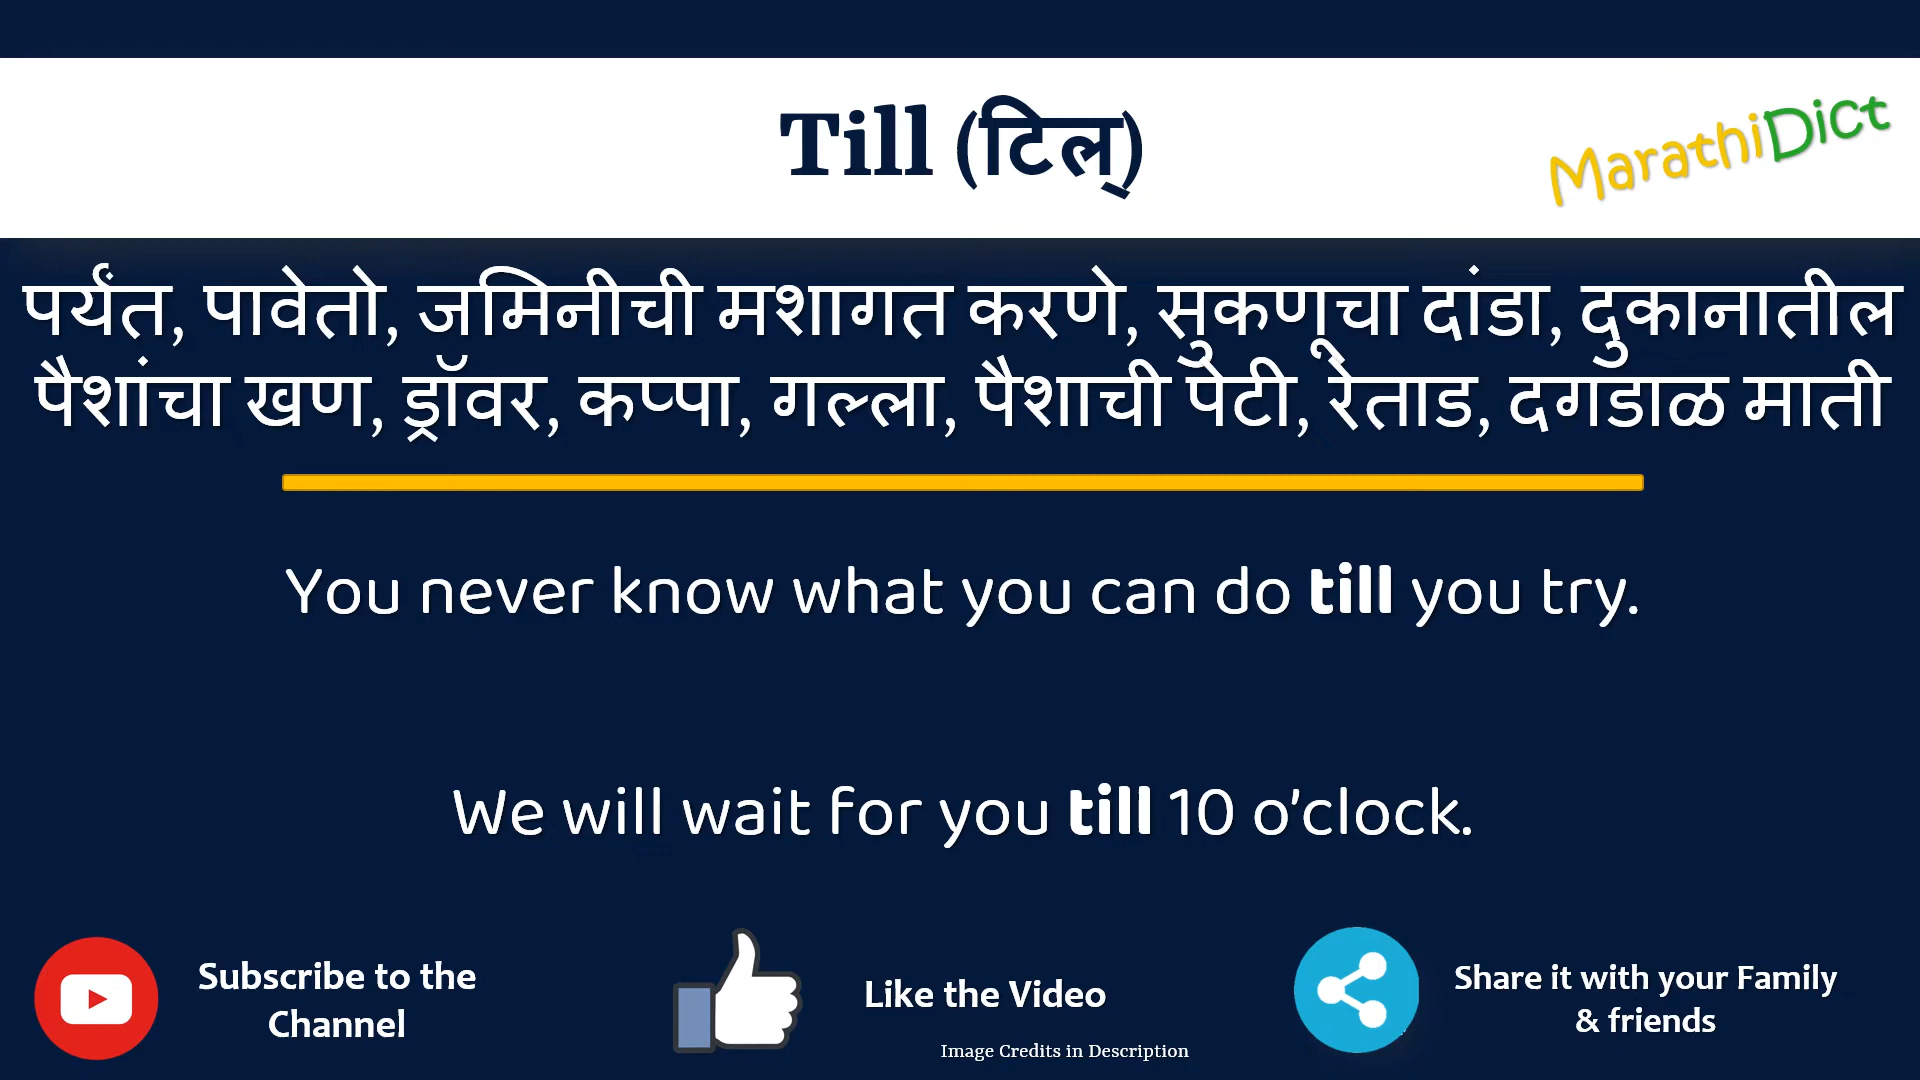 Till (टिल्)
MarathiDict
पर्यंत, पावेतो, जमिनीची मशागत करणे, सुकणूचा दांडा, दुकानातील
पैशांचा खण, ड्रॉवर, कप्पा, गल्ला, पैशाची पेटी, रेताड, दगडाळ माती
You never know what you can do till you try.
We will wait for you till 10 o’clock.
Subscribe to the
Channel
Like the Video
Share it with your Family
& friends
Image Credits in Description